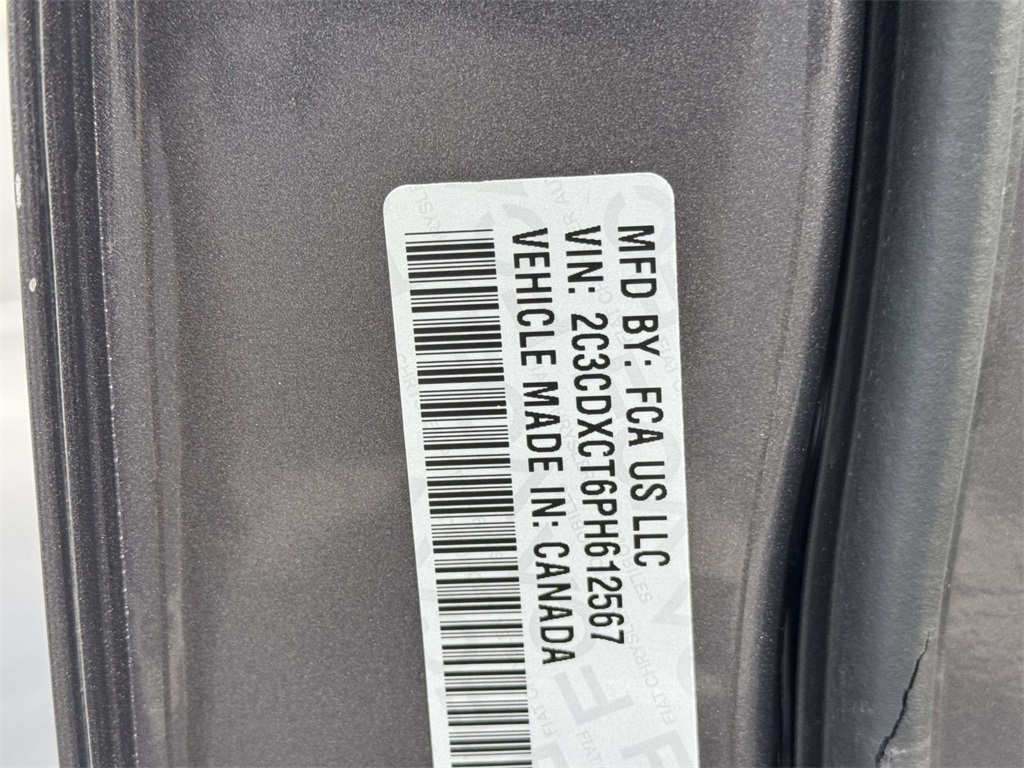 MFD BY: FCA US LLC
VIN: 2C3CDXCT6PH612567
VEHICLE MADE IN: CANADA